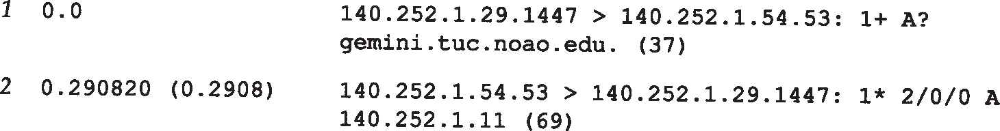 1 0.0 140.252.1.29.1447 > 140.252.1.54.53: 1+ A?
gemini.tuc.noao.edu. (37)
2 0.290820 (0.2908) 140.252.1.54.53 > 140.252.1.29.1447: 1* 2/0/0 A
140.252.1.11 (69)